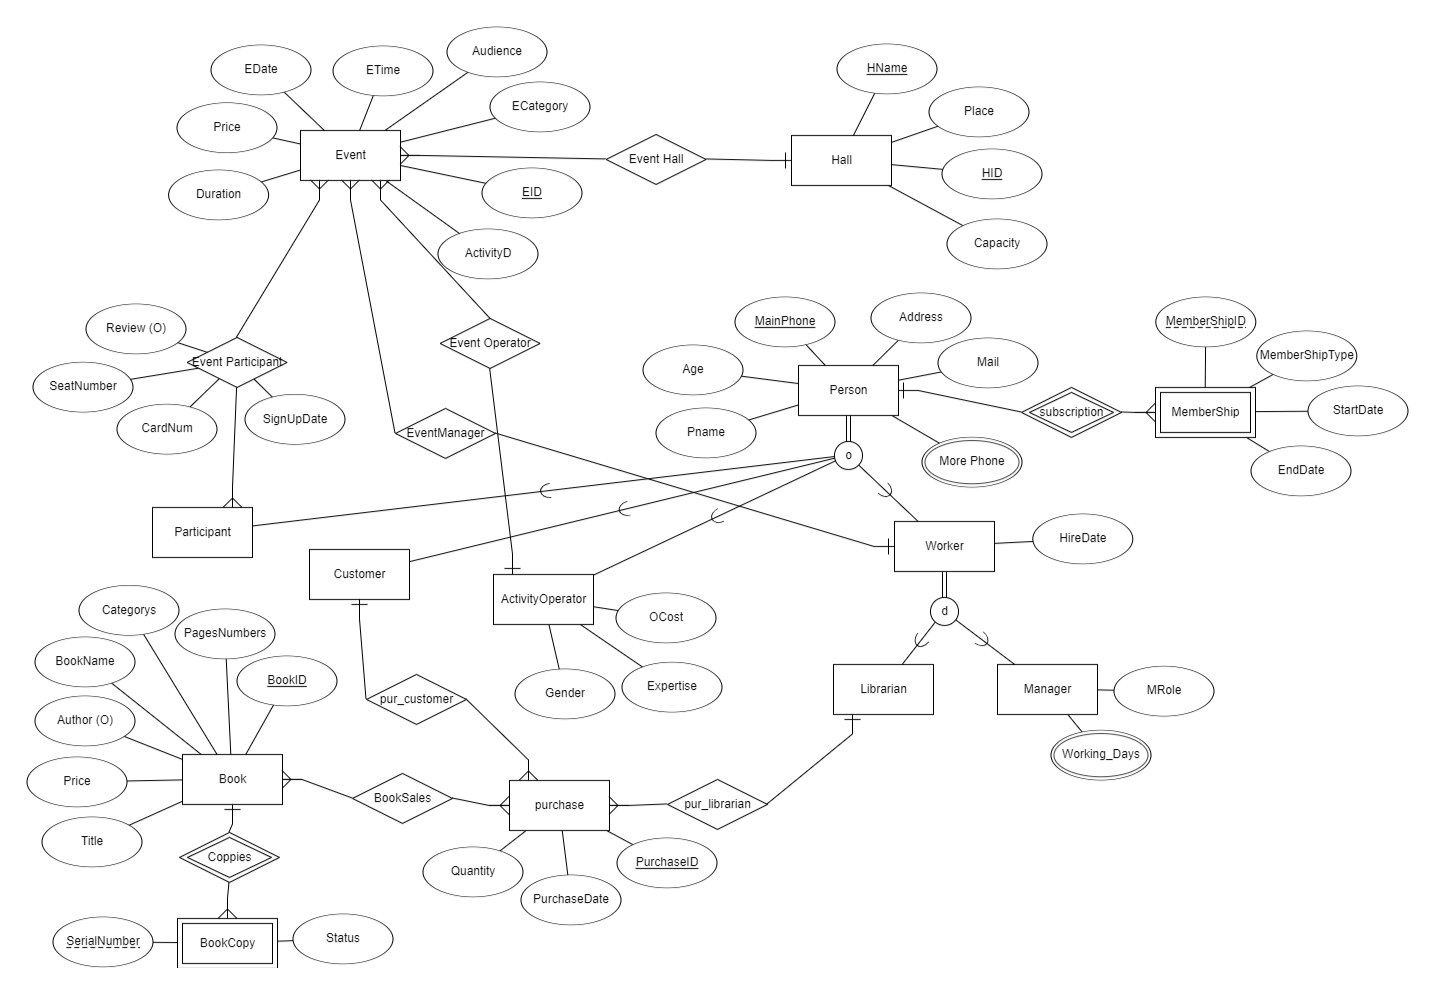 Audience
EDate
ETime
HName
ECategory
Place
Price
Event
Event Hall
Hall
HID
Duration
EID
Capacity
ActivityD
Review (O)
MainPhone
Address
MemberShipID
Event Operator
MemberShipType
Event Participant
Age
Mail
SeatNumber
Person
StartDate
subscription
MemberShip
CardNum
SignUpDate
EventManager
Pname
o
More Phone
EndDate
Participant
Worker
HireDate
Customer
ActivityOperator
Categorys
d
OCost
PagesNumbers
BookName
BookID
Gender
Expertise
Librarian
Manager
MRole
pur_customer
Author (O)
Working_Days
Price
Book
BookSales
purchase
pur_librarian
Title
Coppies
Quantity
PurchaseID
PurchaseDate
SerialNumber
BookCopy
Status